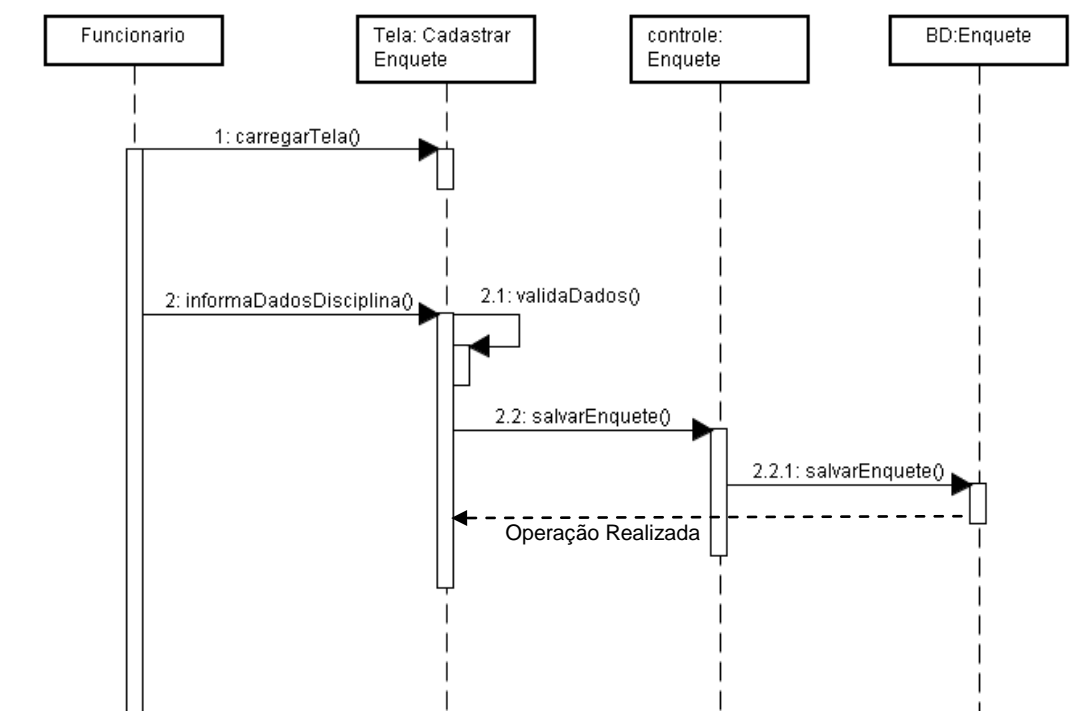 Funcionario
Tela: Cadastrar
Enquete
controle:
Enquete
BD:Enquete
1: carregarTela()
2: informaDadosDisciplina()
2.1: validaDados()
2.2: salvarEnquete()
2.2.1: salvarEnquete()
Operação Realizada